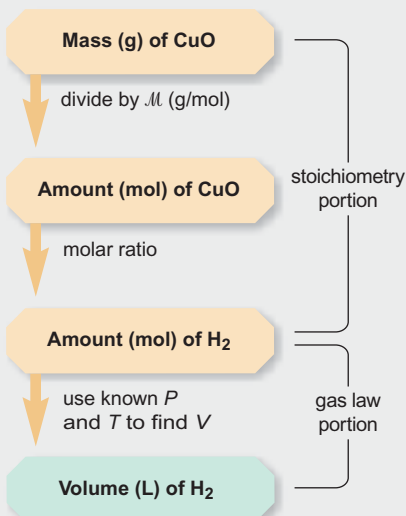 Mass (g) of CuO
divide by ℳ (g/mol)
Amount (mol) of CuO
molar ratio
Amount (mol) of H₂
use known P
and T to find V
Volume (L) of H₂
stoichiometry
portion
gas law
portion